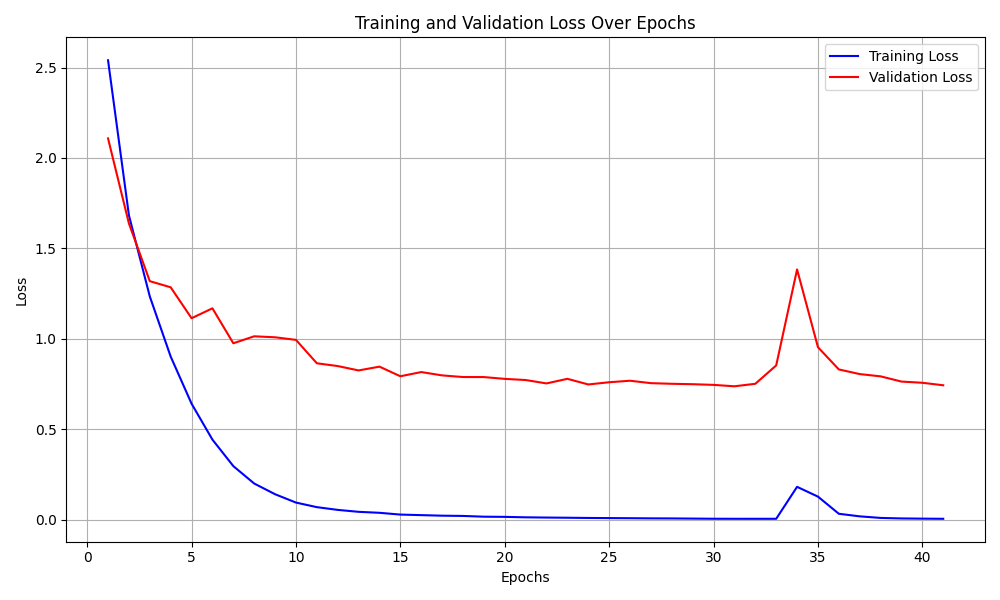 Training and Validation Loss Over Epochs
Training Loss
Validation Loss
Loss
2.5
2.0
1.5
1.0
0.5
0.0
0 5 10 15 20 25 30 35 40
Epochs